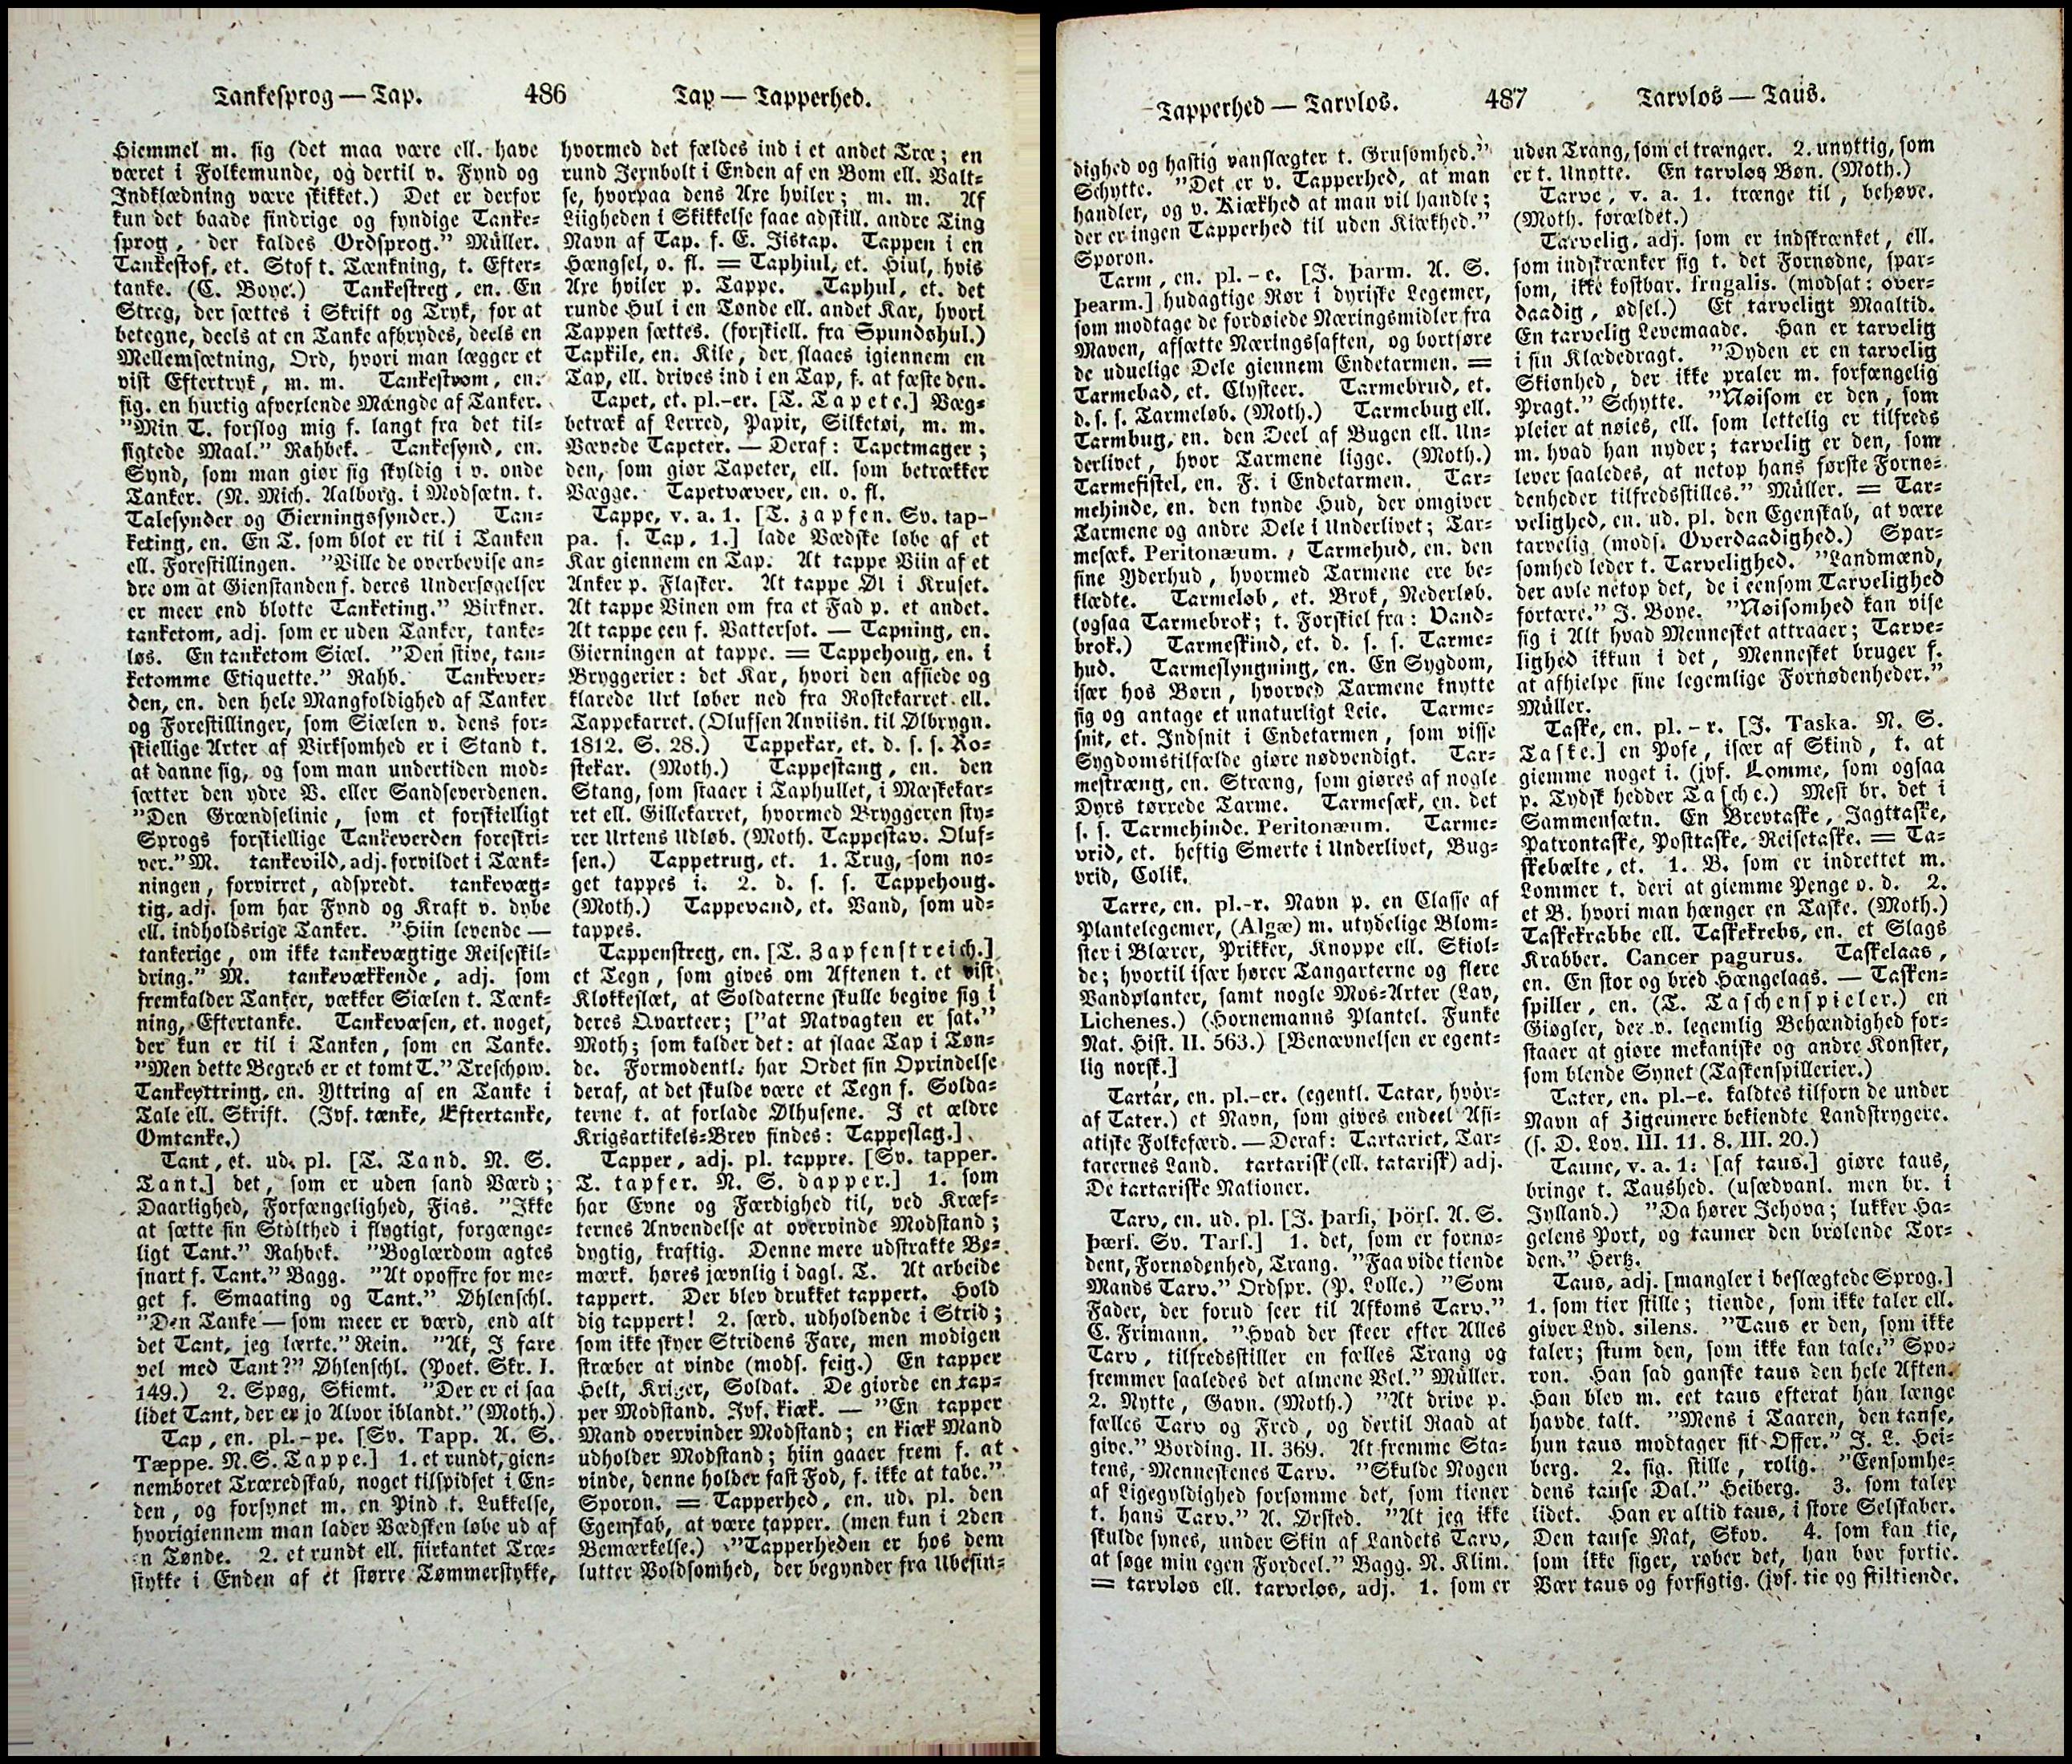 Tankesprog — Tap.
486
Tap — Tapperhed.
Hiemmel m. sig (det maa være ell. have
været i Folkemunde, og dertil v. Fynd og
Indklædning være skikket.) Det er derfor
kun det baade sindrige og fyndige Tanke-
sprog, der kaldes Ordsprog.” Müller.
Tankestof, et. Stof t. Tænkning, t. Efter-
tanke. (C. Boye.) Tankestreg, en. En
Streg, der sættes i Skrift og Tryk, for at
betegne, deels at en Tanke afbrydes, deels en
Mellemsætning, Ord, hvori man lægger et
vist Eftertryk, m. m. Tankestrøm, en.
fig. en hurtig afvexlende Mængde af Tanker.
”Min T. forslog mig f. langt fra det til-
sigtede Maal.” Rahbek. Tankesynd, en.
Synd, som man giør sig skyldig i v. onde
Tanker. (N. Mich. Aalborg. i Modsætn. t.
Talesynder og Gierningssynder.) Tan-
keting, en. En T. som blot er til i Tanken
ell. Forestillingen. ”Ville de overbevise an-
dre om at Gienstanden f. deres Undersøgelser
er meer end blotte Tanketing.” Birkner.
tanketom, adj. som er uden Tanker, tanke-
løs. En tanketom Siæl. ”Den stive, tan-
ketomme Etiquette.” Rahb. Tankever-
den, en. den hele Mangfoldighed af Tanker
og Forestillinger, som Siælen v. dens for-
skiellige Arter af Virksomhed er i Stand t.
at danne sig, og som man undertiden mod-
sætter den ydre V. eller Sandseverdenen.
”Den Grændselinie, som et forskielligt
Sprogs forskiellige Tankeverden foreskri-
ver.” M. tankevild, adj. forvildet i Tænk-
ningen, forvirret, adspredt. tankevæg-
tig, adj. som har Fynd og Kraft v. dybe
ell. indholdsrige Tanker. ”Hiin levende —
tankerige, om ikke tankevægtige Reiseskil-
dring.” M. tankevækkende, adj. som
fremkalder Tanker, vækker Siælen t. Tænk-
ning, Eftertanke. Tankevæsen, et. noget,
der kun er til i Tanken, som en Tanke.
”Men dette Begreb er et tomt T.” Treschow.
Tankeyttring, en. Yttring af en Tanke i
Tale ell. Skrift. (Jvf. tænke, Eftertanke,
Omtanke.)
Tant, et. ud. pl. [T. Tand. N. S.
Tant.] det, som er uden sand Værd;
Daarlighed, Forfængelighed, Fias. ”Ikke
at sætte sin Stolthed i flygtigt, forgænge-
ligt Tant.” Rahbek. ”Boglærdom agtes
snart f. Tant.” Bagg. ”At opoffre for me-
get f. Smaating og Tant.” Øhlenschl.
”Den Tanke — som meer er værd, end alt
det Tant, jeg lærte.” Rein. ”Ak, I fare
vel med Tant?” Øhlenschl. (Poet. Skr. I.
149.) 2. Spøg, Skiemt. ”Der er ei saa
lidet Tant, der er jo Alvor iblandt.” (Moth.)
Tap, en. pl.-pe. [Sv. Tapp. A. S.
Tæppe. N. S. Tappe.] 1. et rundt, gien-
nemboret Træredskab, noget tilspidset i En-
den, og forsynet m. en Pind t. Lukkelse,
hvorigiennem man lader Vædsken løbe ud af
en Tønde. 2. et rundt ell. fiirkantet Træ-
stykke i Enden af et større Tømmerstykke,
hvormed det fældes ind i et andet Træ; en
rund Jernbolt i Enden af en Bom ell. Valt-
se, hvorpaa dens Axe hviler; m. m. Af
Liigheden i Skikkelse faae adskill. andre Ting
Navn af Tap. f. E. Jistap. Tappen i en
Hængsel, o. fl. = Taphiul, et. Hiul, hvis
Axe hviler p. Tappe. Taphul, et. det
runde Hul i en Tønde ell. andet Kar, hvori
Tappen sættes. (forskiell. fra Spundshul.)
Tapkile, en. Kile, der slaaes igiennem en
Tap, ell. drives ind i en Tap, f. at fæste den.
Tapet, et. pl.-er. [T. Tapete.] Væg-
betræk af Lerred, Papir, Silketøi, m. m.
Vævede Tapeter. — Deraf: Tapetmager;
den, som giør Tapeter, ell. som betrækker
Vægge. Tapetvæver, en. o. fl.
Tappe, v. a. 1. [T. zapfen. Sv. tap-
pa. f. Tap, 1.] lade Vædske løbe af et
Kar giennem en Tap. At tappe Viin af et
Anker p. Flasker. At tappe Øl i Kruset.
At tappe Vinen om fra et Fad p. et andet.
At tappe een f. Vattersot. — Tapning, en.
Gierningen at tappe. = Tappehoug, en. i
Bryggerier: det Kar, hvori den afsiede og
klarede Urt løber ned fra Rostekarret ell.
Tappekarret. (Olufsen Anviisn. til Ølbrygn.
1812. S. 28.) Tappekar, et. d. s. s. Ro-
stekar. (Moth.) Tappestang, en. den
Stang, som staaer i Taphullet, i Mæskekar-
ret ell. Gillekarret, hvormed Bryggeren sty-
rer Urtens Udløb. (Moth. Tappestav. Oluf-
sen.) Tappetrug, et. 1. Trug, som no-
get tappes i. 2. d. s. s. Tappehoug.
(Moth.) Tappevand, et. Vand, som ud-
tappes.
Tappenstreg, en. [T. Zapfenstreich.]
et Tegn, som gives om Aftenen t. et vist
Klokkeslæt, at Soldaterne skulle begive sig i
deres Qvarteer; [”at Natvagten er sat.”
Moth; som kalder det: at slaae Tap i Tøn-
de. Formodentl. har Ordet sin Oprindelse
deraf, at det skulde være et Tegn f. Solda-
terne t. at forlade Ølhusene. I et ældre
Krigsartikels-Brev findes: Tappeslag.]
Tapper, adj. pl. tappre. [Sv. tapper.
T. tapfer. N. S. dapper.] 1. som
har Evne og Færdighed til, ved Kræf-
ternes Anvendelse at overvinde Modstand;
dygtig, kraftig. Denne mere udstrakte Be-
mærk. høres jævnlig i dagl. T. At arbeide
tappert. Der blev drukket tappert. Hold
dig tappert! 2. særd. udholdende i Strid;
som ikke skyer Stridens Fare, men modigen
stræber at vinde (mods. feig.) En tapper
Helt, Kriger, Soldat. De giorde en tap-
per Modstand. Jvf. kiæk. — ”En tapper
Mand overvinder Modstand; en kiæk Mand
udholder Modstand; hiin gaaer frem f. at
vinde, denne holder fast Fod, f. ikke at tabe.”
Sporon. = Tapperhed, en. ud. pl. den
Egenskab, at være tapper. (men kun i 2den
Bemærkelse.) ”Tapperheden er hos dem
lutter Voldsomhed, der begynder fra Ubesin-
Tapperhed — Tarvløs.
487
Tarvløs — Taus.
dighed og hastig vanslægter t. Grusomhed.”
Schytte. ”Det er v. Tapperhed, at man
handler, og v. Kiækhed at man vil handle;
der er ingen Tapperhed til uden Kiækhed.”
Sporon.
Tarm, en. pl.-e. [I. þarm. A. S.
þearm.] hudagtige Rør i dyriske Legemer,
som modtage de fordøiede Næringsmidler fra
Maven, afsætte Næringssaften, og bortføre
de uduelige Dele giennem Endetarmen. =
Tarmebad, et. Clysteer. Tarmebrud, et.
d. s. s. Tarmeløb. (Moth.) Tarmebug ell.
Tarmbug, en. den Deel af Bugen ell. Un-
derlivet, hvor Tarmene ligge. (Moth.)
Tarmefistel, en. F. i Endetarmen. Tar-
mehinde, en. den tynde Hud, der omgiver
Tarmene og andre Dele i Underlivet; Tar-
mesæk. Peritonæum. Tarmehud, en. den
fine Yderhud, hvormed Tarmene ere be-
klædte. Tarmeløb, et. Brok, Nederløb.
(ogsaa Tarmebrok; t. Forskiel fra: Vand-
brok.) Tarmeskind, et. d. s. s. Tarme-
hud. Tarmeslyngning, en. En Sygdom,
især hos Børn, hvorved Tarmene knytte
sig og antage et unaturligt Leie. Tarme-
snit, et. Indsnit i Endetarmen, som visse
Sygdomstilfælde giøre nødvendigt. Tar-
mestræng, en. Stræng, som giøres af nogle
Dyrs tørrede Tarme. Tarmesæk, en. det
s. s. Tarmehinde. Peritonæum. Tarme-
vrid, et. heftig Smerte i Underlivet, Bug-
vrid, Colik.
Tarre, en. pl.-r. Navn p. en Classe af
Plantelegemer, (Algæ) m. utydelige Blom-
ster i Blærer, Prikker, Knoppe ell. Skiol-
de; hvortil især hører Tangarterne og flere
Vandplanter, samt nogle Mos-Arter (Lav,
Lichenes.) (Hornemanns Plantel. Funke
Nat. Hist. II. 563.) [Benævnelsen er egent-
lig norsk.]
Tartar, en. pl.-er. (egentl. Tatar, hvor-
af Tater.) et Navn, som gives endeel Asi-
atiske Folkefærd. — Deraf: Tartariet, Tar-
tarernes Land. tartarisk (ell. tatarisk) adj.
De tartariske Nationer.
Tarv, en. ud. pl. [I. þarfi, þörf. A. S.
þærf. Sv. Tarf.] 1. det, som er fornø-
dent, Fornødenhed, Trang. ”Faa vide tiende
Mands Tarv.” Ordspr. (P. Lolle.) ”Som
Fader, der forud seer til Afkoms Tarv.”
C. Frimann. ”Hvad der skeer efter Alles
Tarv, tilfredsstiller en fælles Trang og
fremmer saaledes det almene Vel.” Müller.
2. Nytte, Gavn. (Moth.) ”At drive p.
fælles Tarv og Fred, og dertil Raad at
give.” Bording. II. 369. At fremme Sta-
tens, Menneskenes Tarv. ”Skulde Nogen
af Ligegyldighed forsømme det, som tiener
t. hans Tarv.” A. Ørsted. ”At jeg ikke
skulde synes, under Skin af Landets Tarv,
at søge min egen Fordeel.” Bagg. N. Klim.
= tarvløs ell. tarveløs, adj. 1. som er
uden Trang, som ei trænger. 2. unyttig, som
er t. Unytte. En tarvløs Bøn. (Moth.)
Tarve, v. a. 1. trænge til, behøve.
(Moth. forældet.)
Tarvelig, adj. som er indskrænket, ell.
som indskrænker sig t. det Fornødne, spar-
som, ikke kostbar. frugalis. (modsat: over-
daadig, ødsel.) Et tarveligt Maaltid.
En tarvelig Levemaade. Han er tarvelig
i sin Klædedragt. ”Dyden er en tarvelig
Skiønhed, der ikke praler m. forfængelig
Pragt.” Schytte. ”Nøisom er den, som
pleier at nøies, ell. som lettelig er tilfreds
m. hvad han nyder; tarvelig er den, som
lever saaledes, at netop hans første Fornø-
denheder tilfredsstilles.” Müller. = Tar-
velighed, en. ud. pl. den Egenskab, at være
tarvelig (mods. Overdaadighed.) Spar-
somhed leder t. Tarvelighed. ”Landmænd,
der avle netop det, de i eensom Tarvelighed
fortære.” J. Boye. ”Nøisomhed kan vise
sig i Alt hvad Mennesket attraaer; Tarve-
lighed ikkun i det, Mennesket bruger f.
at afhielpe sine legemlige Fornødenheder.”
Müller.
Taske, en. pl.-r. [I. Taska. N. S.
Taske.] en Pose, især af Skind, t. at
giemme noget i. (jvf. Lomme, som ogsaa
p. Tydsk hedder Tasche.) Mest br. det i
Sammensætn. En Brevtaske, Jagttaske,
Patrontaske, Posttaske, Reisetaske. = Ta-
skebælte, et. 1. B. som er indrettet m.
Lommer t. deri at giemme Penge o. d. 2.
et B. hvori man hænger en Taske. (Moth.)
Taskekrabbe ell. Taskekrebs, en. et Slags
Krabber. Cancer pagurus. Taskelaas,
en. En stor og bred Hængelaas. — Tasken-
spiller, en. (T. Taschenspieler.) en
Giøgler, der v. legemlig Behændighed for-
staaer at giøre mekaniske og andre Konster,
som blende Synet (Taskenspillerier.)
Tater, en. pl.-e. kaldtes tilforn de under
Navn af Zigeunere bekiendte Landstrygere.
(s. D. Lov. III. 11. 8. III. 20.)
Taune, v. a. 1. [af taus.] giøre taus,
bringe t. Taushed. (usædvanl. men br. i
Jylland.) ”Da hører Jehova; lukker Ha-
gelens Port, og tauner den brølende Tor-
den.” Hertz.
Taus, adj. [mangler i beslægtede Sprog.]
1. som tier stille; tiende, som ikke taler ell.
giver Lyd. silens. ”Taus er den, som ikke
taler; stum den, som ikke kan tale.” Spo-
ron. Han sad ganske taus den hele Aften.
Han blev m. eet taus efterat han længe
havde talt. ”Mens i Taaren, den tause,
hun taus modtager sit Offer.” J. L. Hei-
berg. 2. fig. stille, rolig. ”Eensomhe-
dens tause Dal.” Heiberg. 3. som taler
lidet. Han er altid taus, i store Selskaber.
Den tause Nat, Skov. 4. som kan tie,
som ikke siger, røber det, han bør fortie.
Vær taus og forsigtig. (jvf. tie og stiltiende.